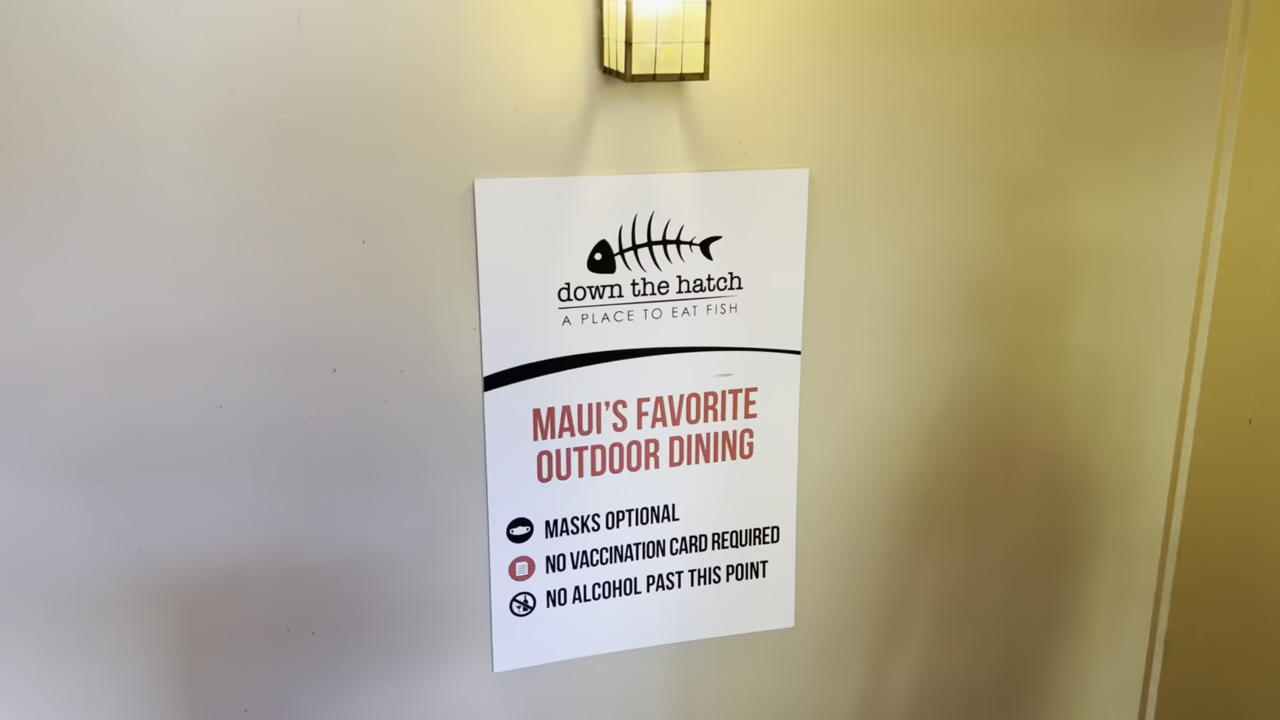 down the hatch
A PLACE TO EAT FISH
MAUI'S FAVORITE
OUTDOOR DINING
MASKS OPTIONAL
NO VACCINATION CARD REQUIRED
NO ALCOHOL PAST THIS POINT